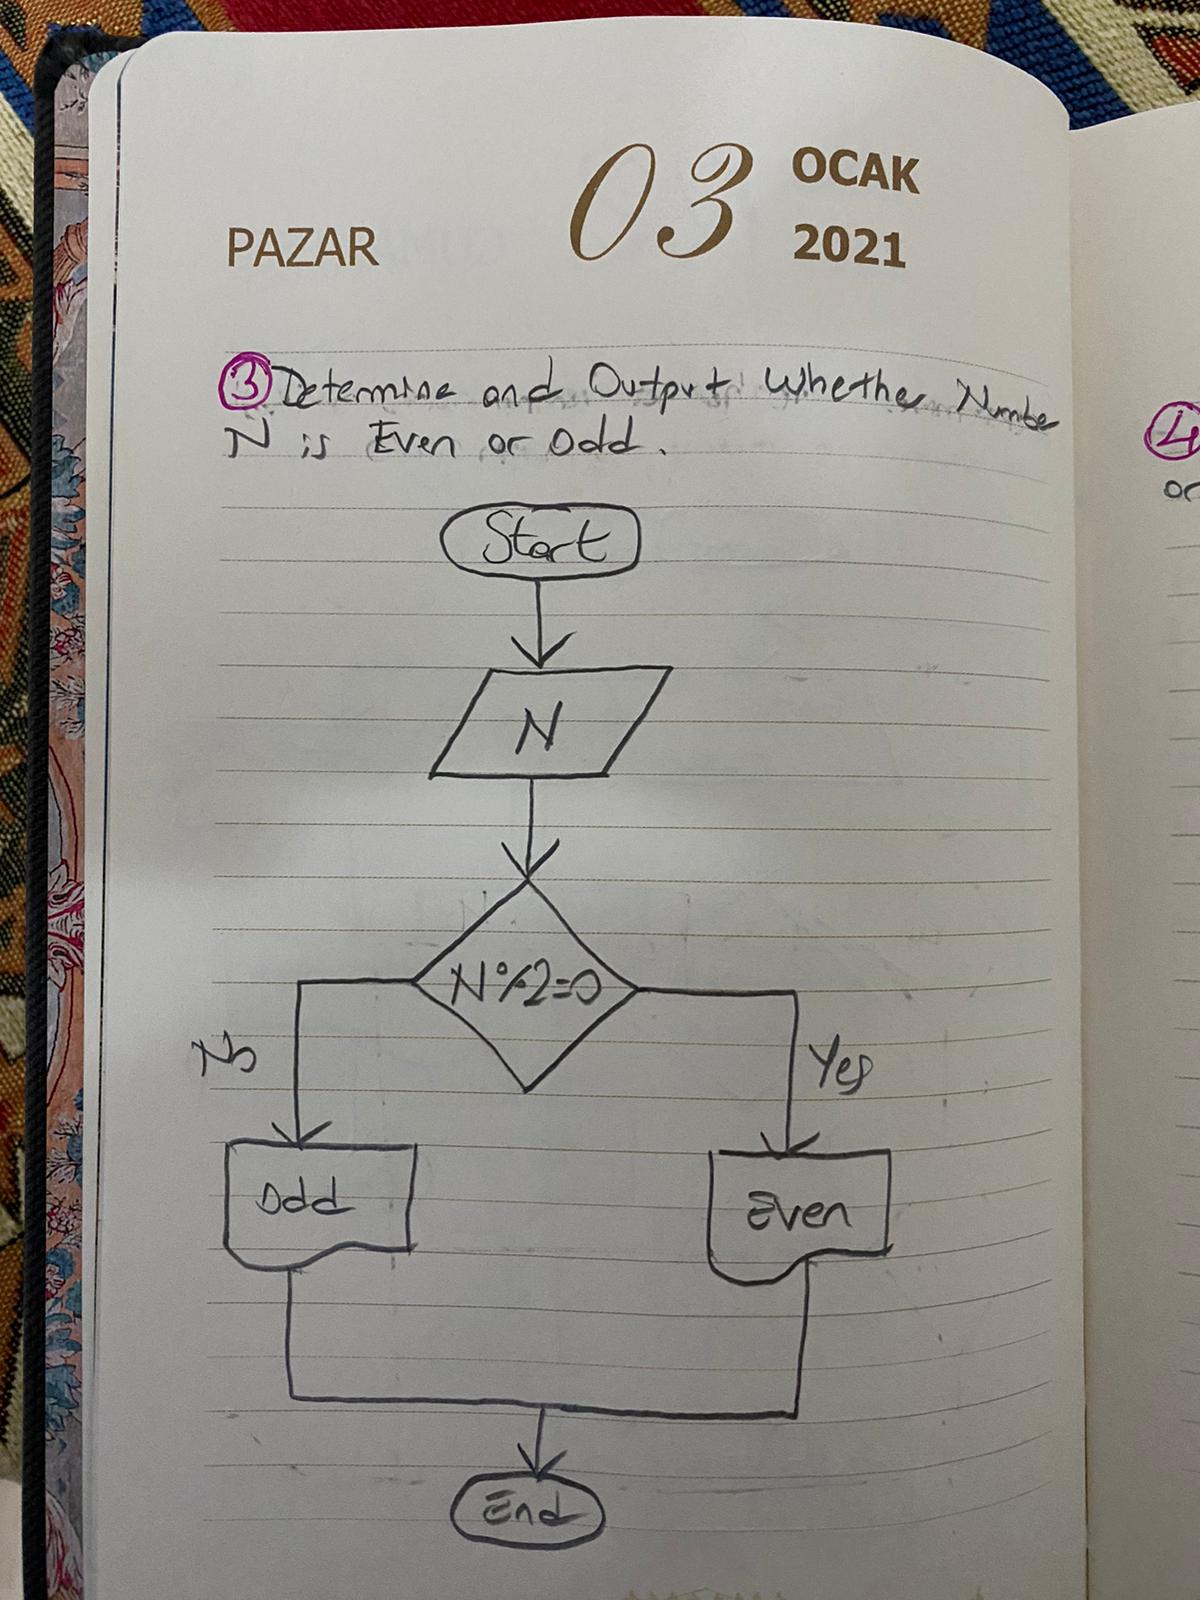 PAZAR 03 OCAK
2021
③ Determine and Output Whether Number
N is Even or Odd.
Start
N
N%2=0
No
Yes
Odd
Even
End
④
or